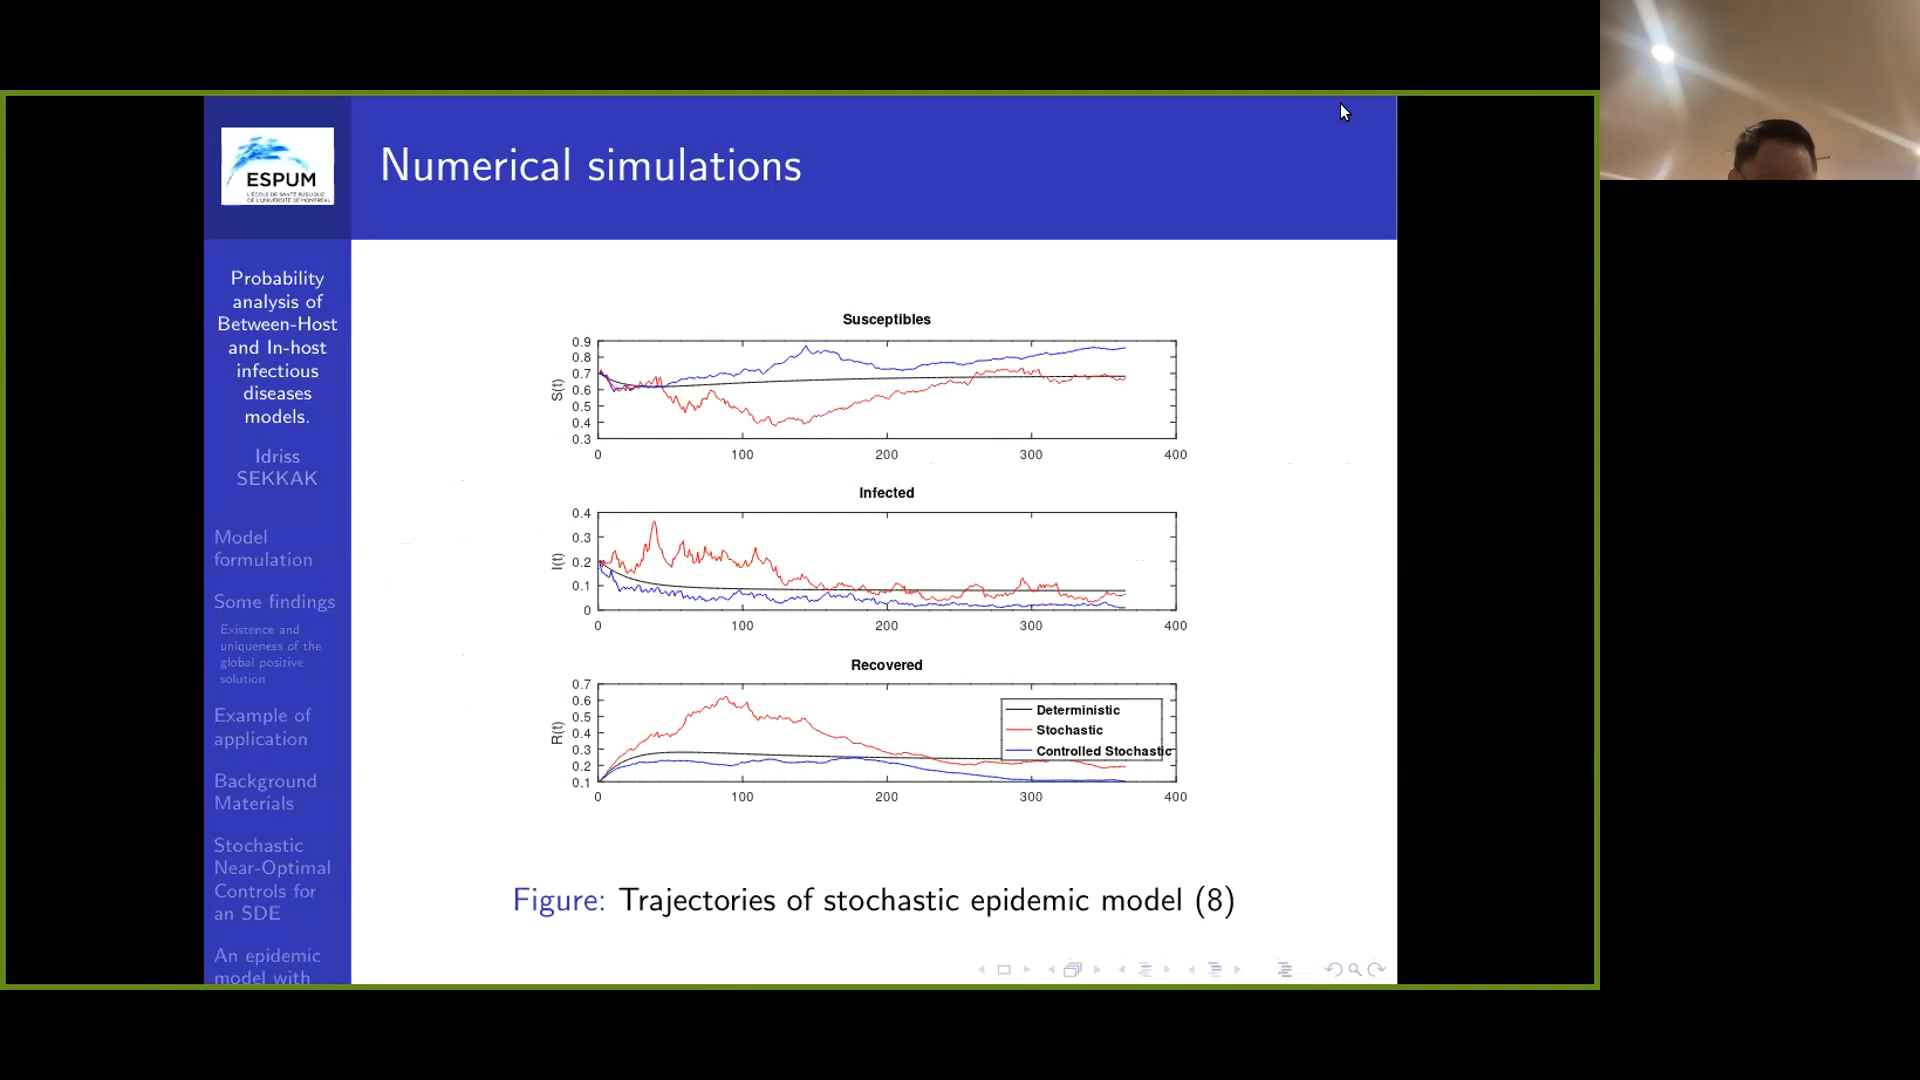 ESPUM
L'ÉCOLE DE SANTÉ PUBLIQUE
DE L'UNIVERSITÉ DE MONTRÉAL
Numerical simulations
Probability
analysis of
Between-Host
and In-host
infectious
diseases
models.
Idriss
SEKKAK
Model
formulation
Some findings
Existence and
uniqueness of the
global positive
solution
Example of
application
Background
Materials
Stochastic
Near-Optimal
Controls for
an SDE
An epidemic
model with
Susceptibles
S(t)
0.9
0.8
0.7
0.6
0.5
0.4
0.3
0 100 200 300 400
Infected
I(t)
0.4
0.3
0.2
0.1
0
0 100 200 300 400
Recovered
R(t)
0.7
0.6
0.5
0.4
0.3
0.2
0.1
0 100 200 300 400
Deterministic
Stochastic
Controlled Stochastic
Figure: Trajectories of stochastic epidemic model (8)